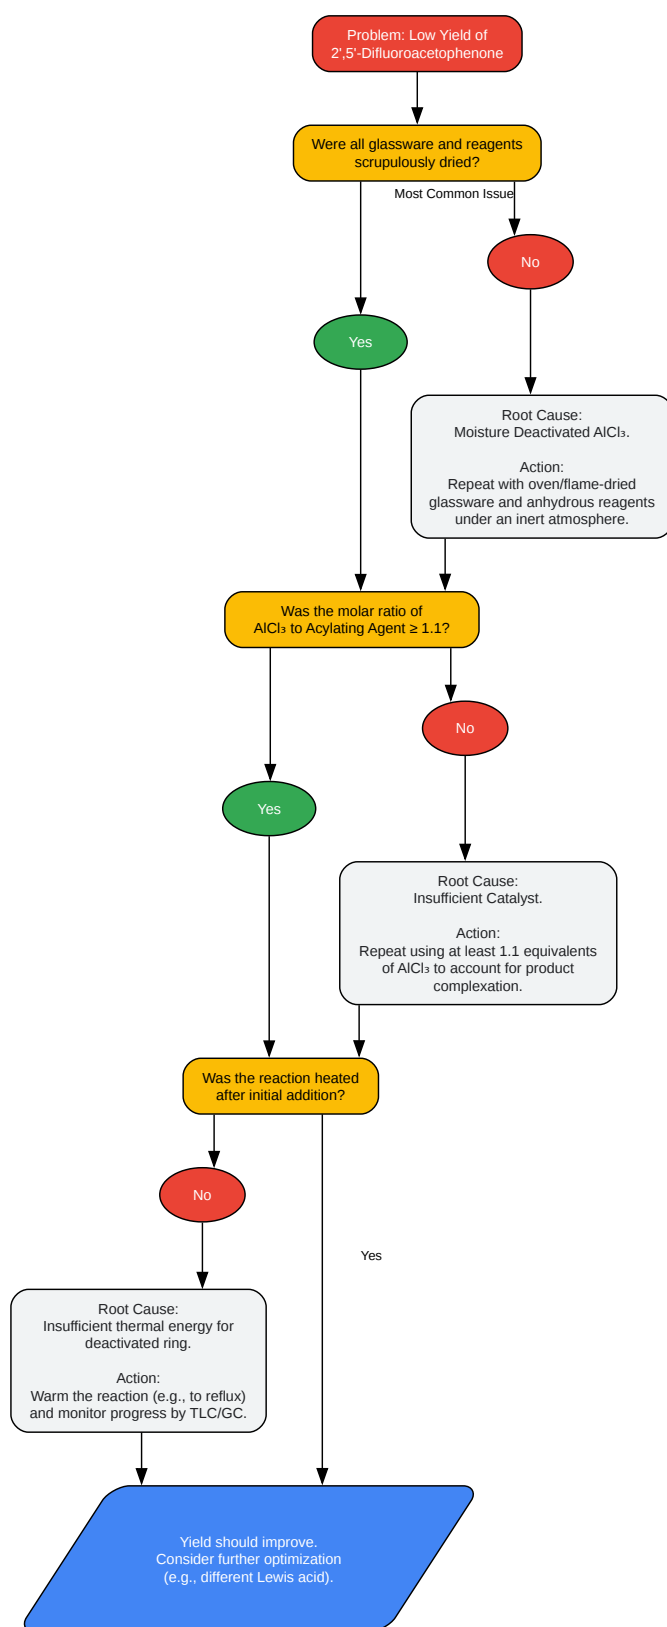 Problem: Low Yield of
2',5'-Difluoroacetophenone
Were all glassware and reagents
scrupulously dried?
Most Common Issue
No
Yes
Root Cause:
Moisture Deactivated AlCl₃.
Action:
Repeat with oven/flame-dried
glassware and anhydrous reagents
under an inert atmosphere.
Was the molar ratio of
AlCl₃ to Acylating Agent ≥ 1.1?
No
Yes
Root Cause:
Insufficient Catalyst.
Action:
Repeat using at least 1.1 equivalents
of AlCl₃ to account for product
complexation.
Was the reaction heated
after initial addition?
No
Yes
Root Cause:
Insufficient thermal energy for
deactivated ring.
Action:
Warm the reaction (e.g., to reflux)
and monitor progress by TLC/GC.
Yield should improve.
Consider further optimization
(e.g., different Lewis acid).